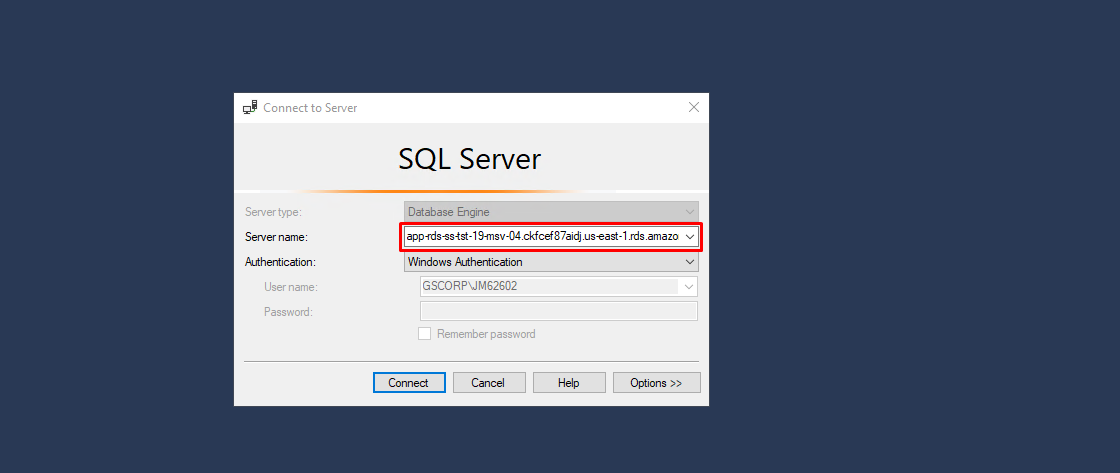 Connect to Server
SQL Server
Server type:
Database Engine
Server name:
app-rds-ss-tst-19-msv-04.ckfcef87aidj.us-east-1.rds.amazo
Authentication:
Windows Authentication
User name:
GSCORP\JM62602
Password:
Remember password
Connect
Cancel
Help
Options >>